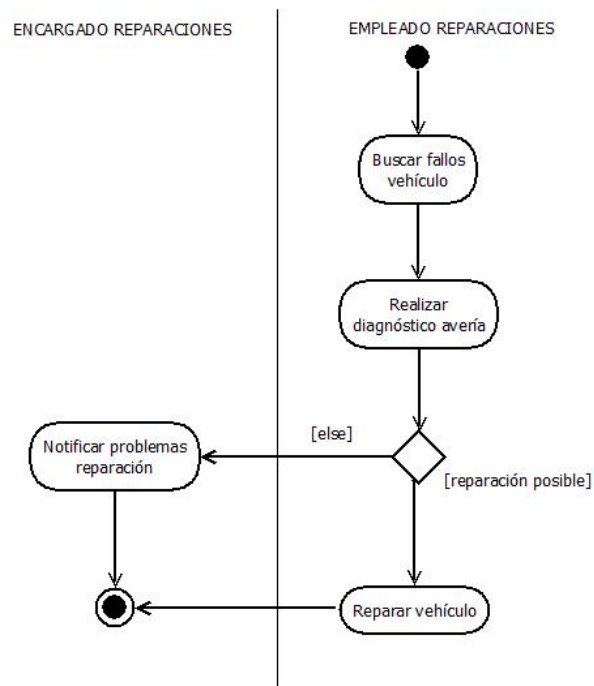 ENCARGADO REPARACIONES
EMPLEADO REPARACIONES
Buscar fallos
vehículo
Realizar
diagnóstico avería
[else]
Notificar problemas
reparación
[reparación posible]
Reparar vehículo